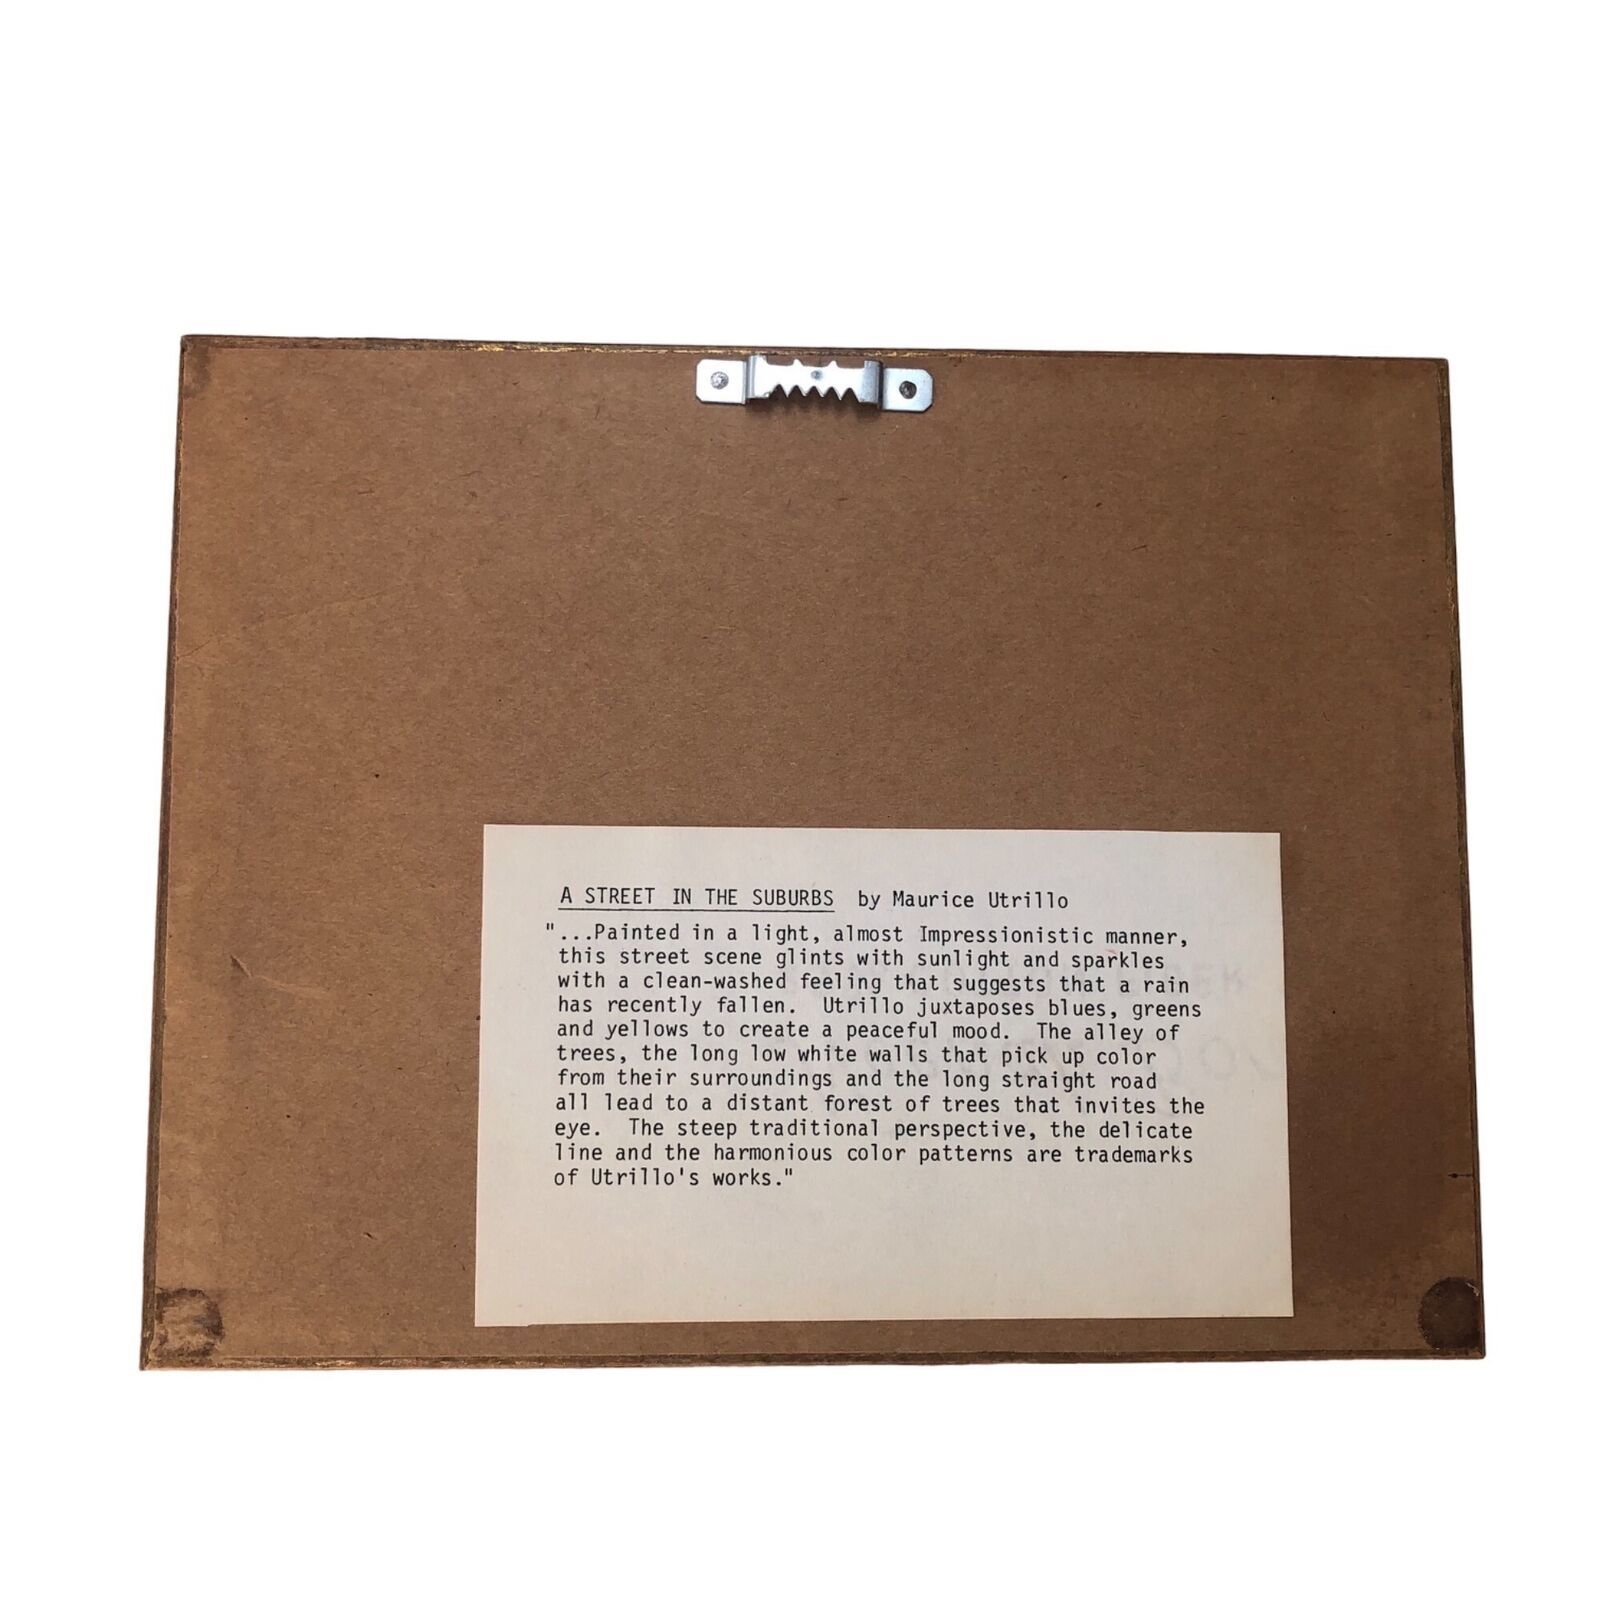 A STREET IN THE SUBURBS by Maurice Utrillo
"...Painted in a light, almost Impressionistic manner,
this street scene glints with sunlight and sparkles
with a clean-washed feeling that suggests that a rain
has recently fallen. Utrillo juxtaposes blues, greens
and yellows to create a peaceful mood. The alley of
trees, the long low white walls that pick up color
from their surroundings and the long straight road
all lead to a distant forest of trees that invites the
eye. The steep traditional perspective, the delicate
line and the harmonious color patterns are trademarks
of Utrillo's works."